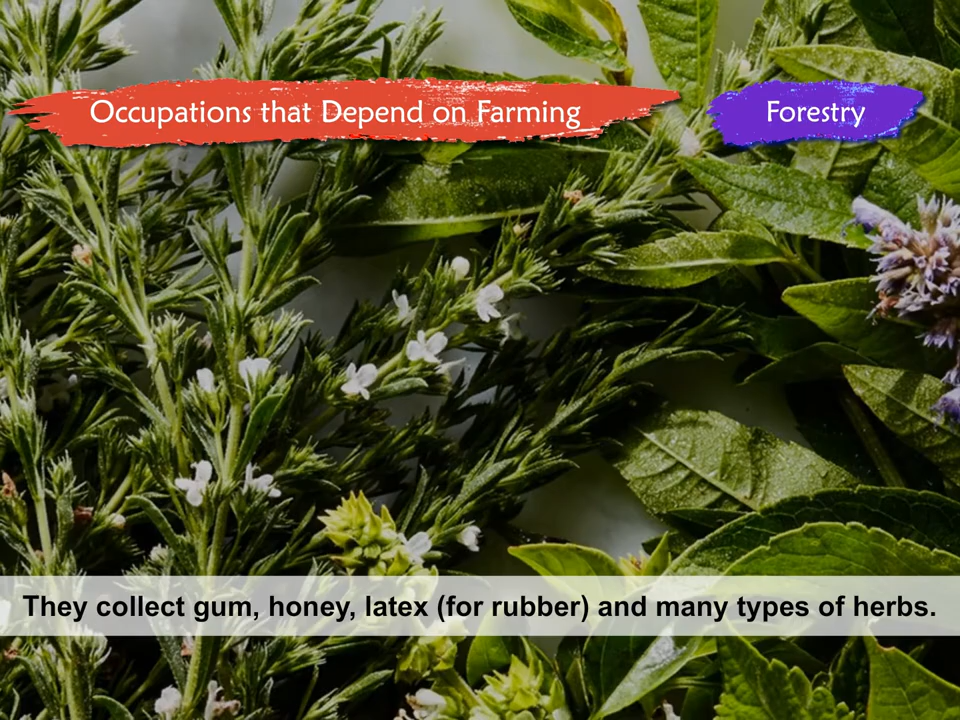 Occupations that Depend on Farming
Forestry
They collect gum, honey, latex (for rubber) and many types of herbs.